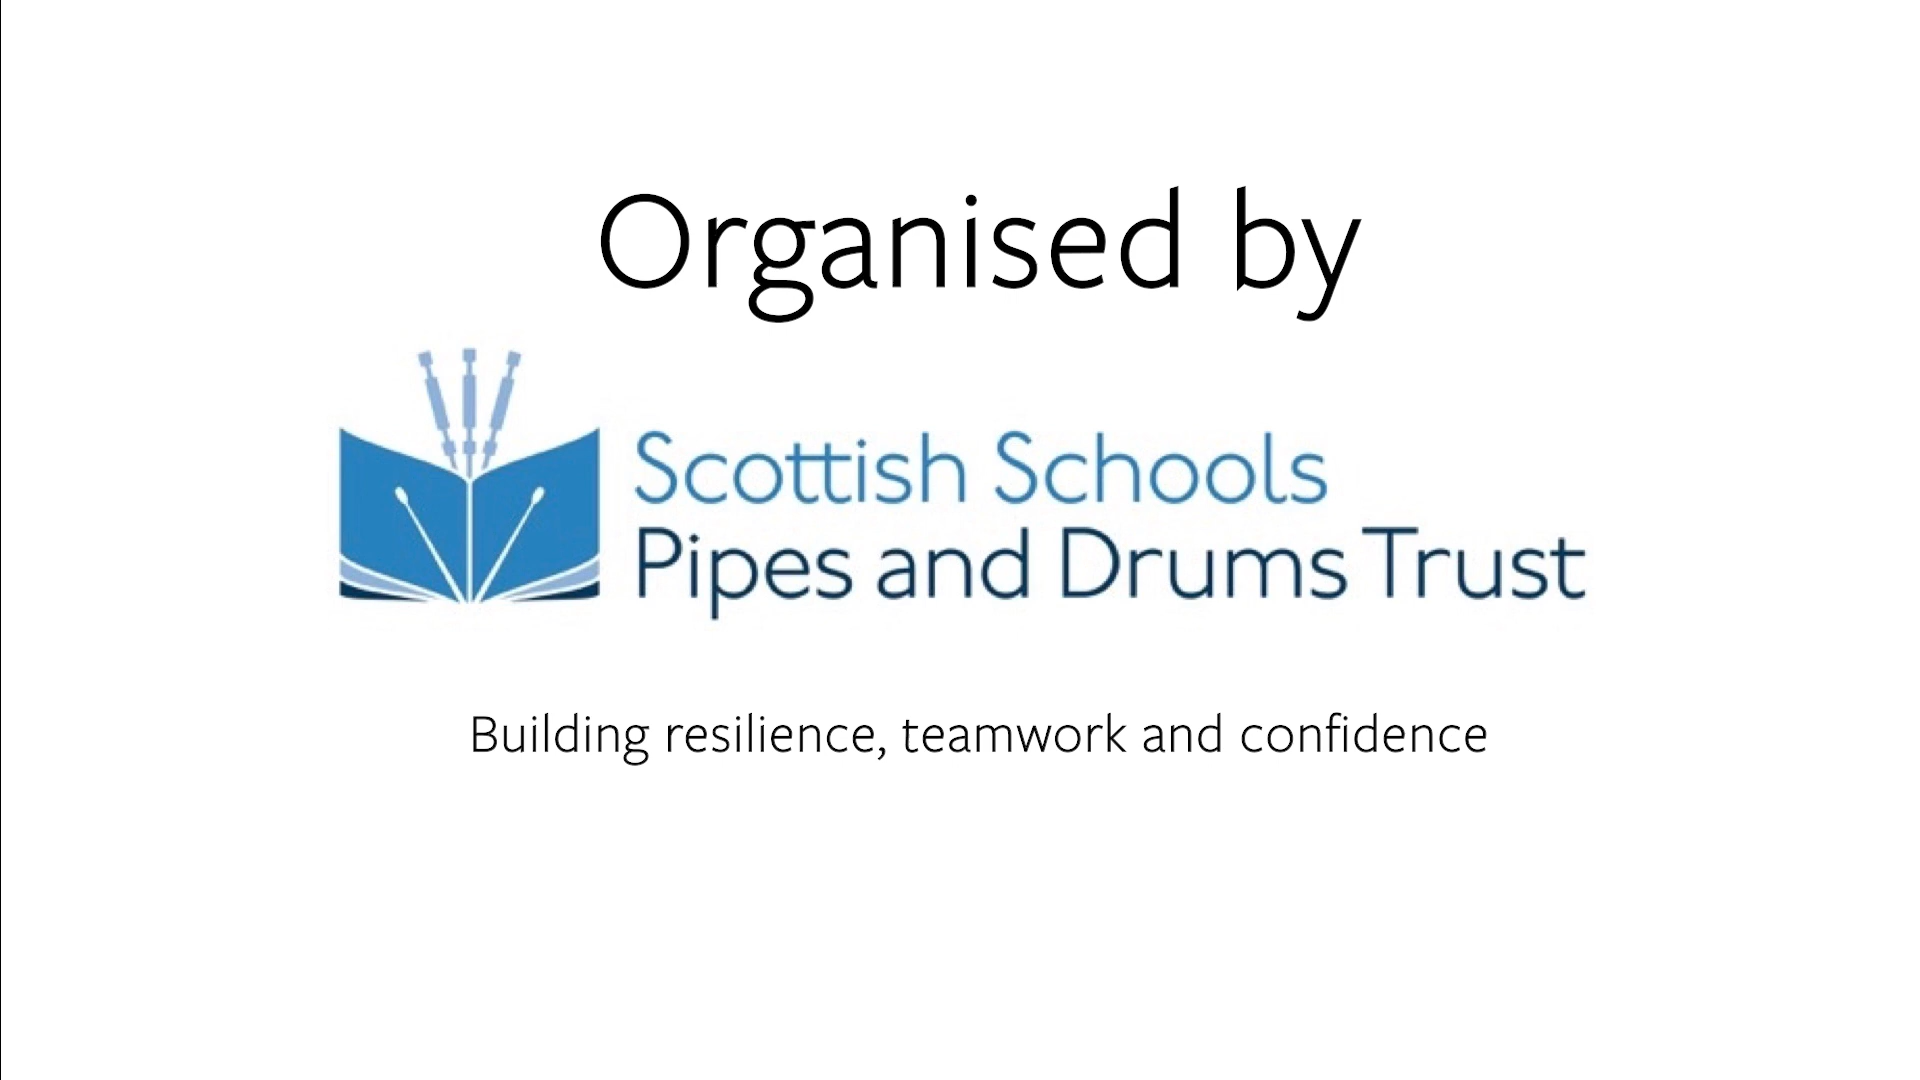 Organised by
Scottish Schools
Pipes and Drums Trust
Building resilience, teamwork and confidence